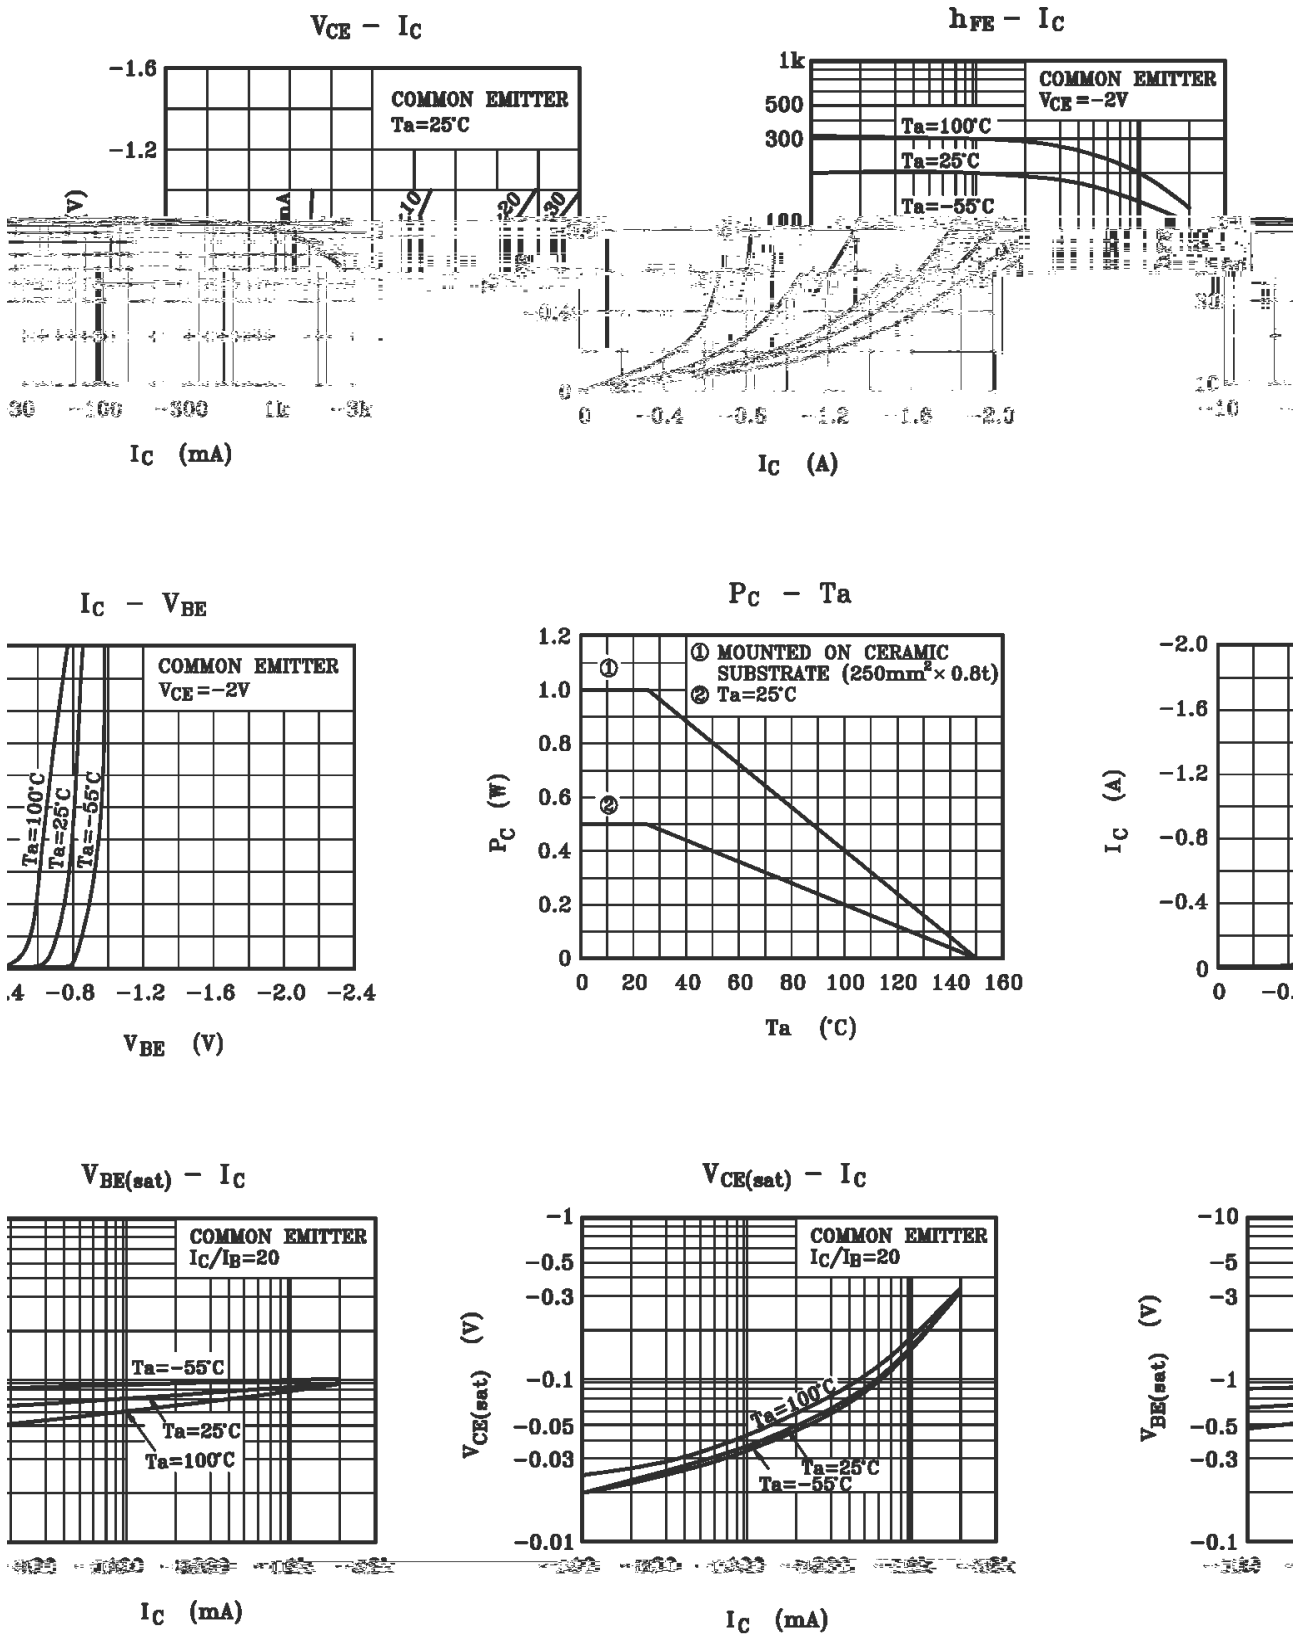 VCE – IC
hFE – IC
-1.6
-1.2
COMMON EMITTER
Ta=25°C
10
20
30
mA
V)
1k
500
300
100
COMMON EMITTER
VCE=-2V
Ta=100°C
Ta=25°C
Ta=-55°C
0
0 -0.4 -1.2 -2.0
1k -3k
-10
IC (mA)
IC (A)
IC – VBE
COMMON EMITTER
VCE=-2V
Ta=100°C
Ta=25°C
Ta=-55°C
.4 -0.8 -1.2 -1.6 -2.0 -2.4
VBE (V)
PC – Ta
1.2
1.0
0.8
0.6
0.4
0.2
0
PC (W)
① MOUNTED ON CERAMIC
SUBSTRATE (250mm²× 0.8t)
② Ta=25°C
①
②
0 20 40 60 80 100 120 140 160
Ta (°C)
-2.0
-1.6
-1.2
-0.8
-0.4
0
IC (A)
0 -0.
VBE(sat) – IC
COMMON EMITTER
IC/IB=20
Ta=-55°C
Ta=25°C
Ta=100°C
IC (mA)
VCE(sat) – IC
-1
-0.5
-0.3
-0.1
-0.05
-0.03
-0.01
VCE(sat) (V)
COMMON EMITTER
IC/IB=20
Ta=100°C
Ta=25°C
Ta=-55°C
IC (mA)
-10
-5
-3
-1
-0.5
-0.3
-0.1
VBE(sat) (V)